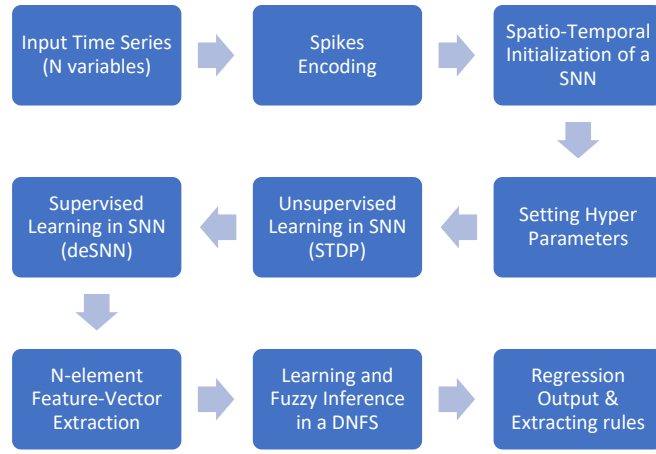 Input Time Series
(N variables)
Spikes
Encoding
Spatio-Temporal
Initialization of a
SNN
Setting Hyper
Parameters
Unsupervised
Learning in SNN
(STDP)
Supervised
Learning in SNN
(deSNN)
N-element
Feature-Vector
Extraction
Learning and
Fuzzy Inference
in a DNFS
Regression
Output &
Extracting rules